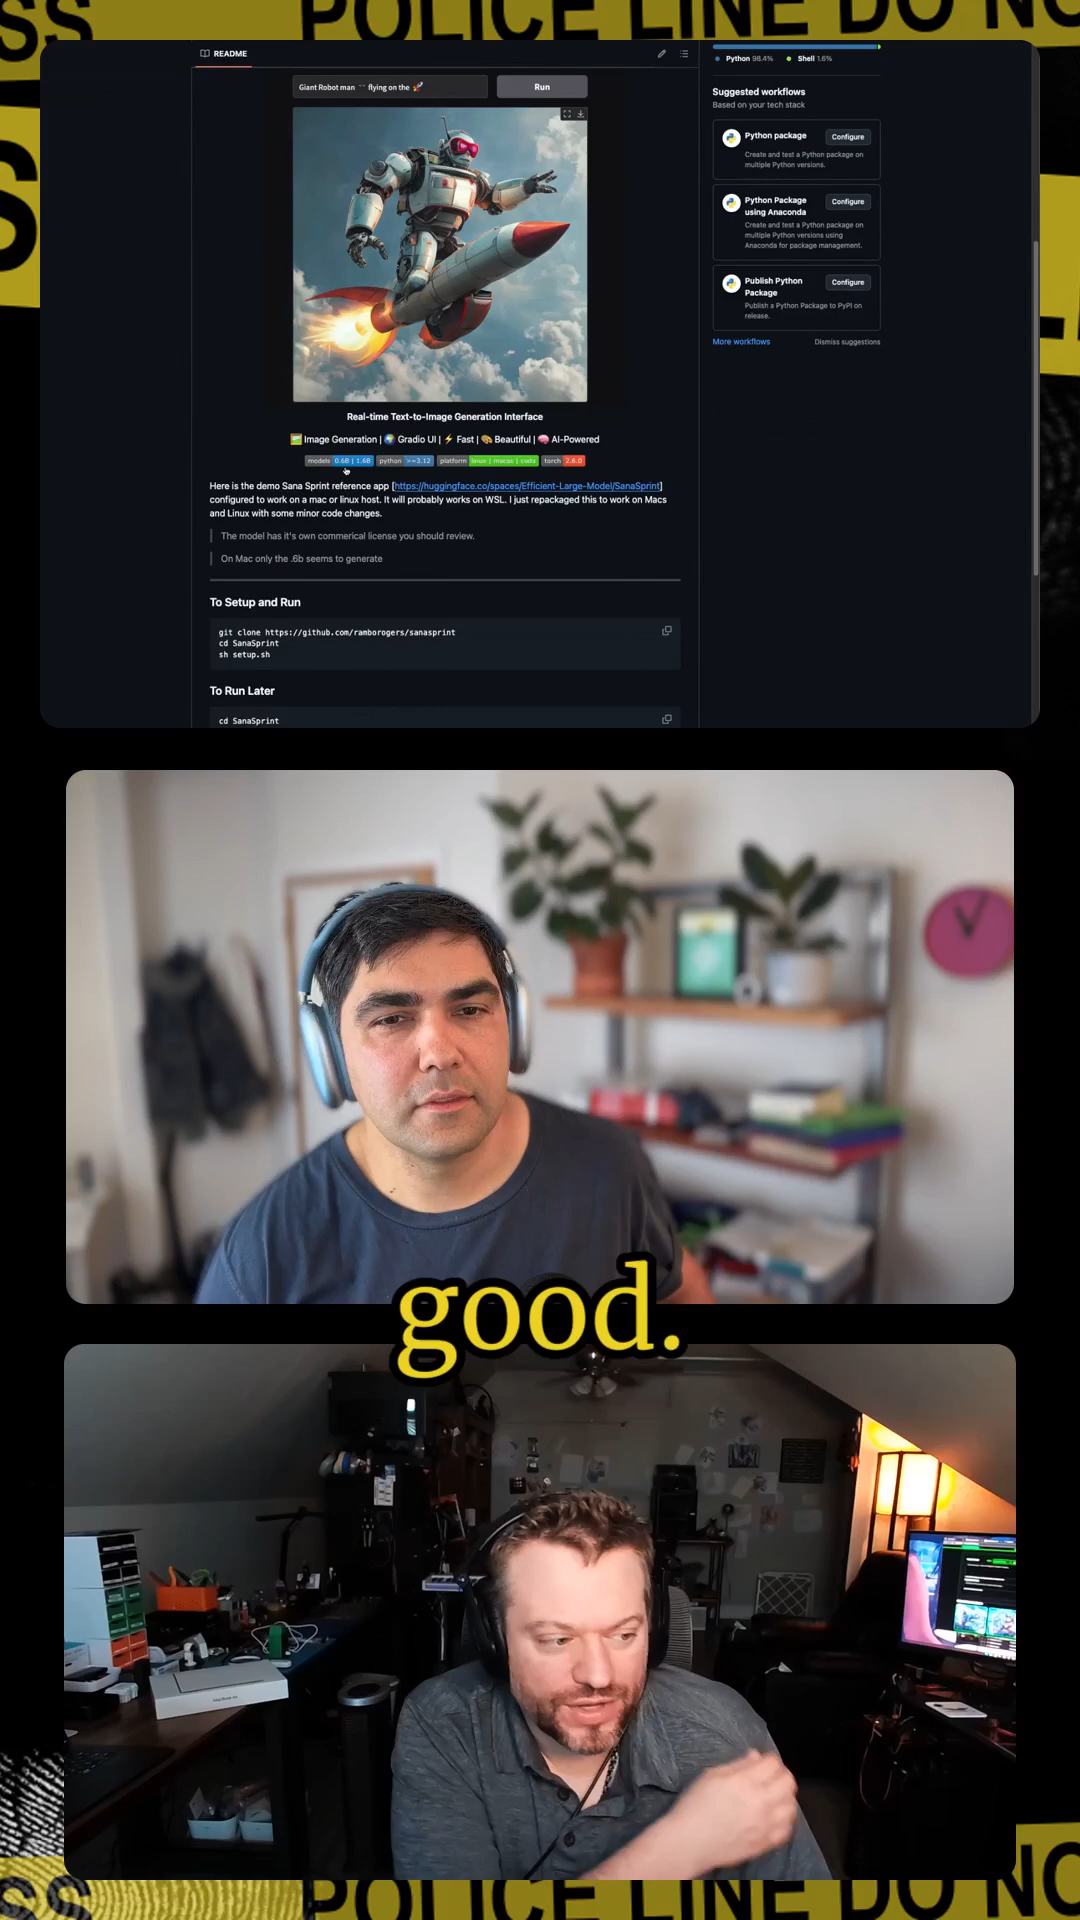 POLICE LINE DO NO
SS
README
Giant Robot man flying on the 🚀
Run
Python 98.4% Shell 1.6%
Suggested workflows
Based on your tech stack
Python package
Configure
Create and test a Python package on
multiple Python versions.
Python Package
using Anaconda
Configure
Create and test a Python package on
multiple Python versions using
Anaconda for package management.
Publish Python
Package
Configure
Publish a Python Package to PyPI on
release.
More workflows
Dismiss suggestions
Real-time Text-to-Image Generation Interface
🖼️ Image Generation | 🌍 Gradio UI | ⚡ Fast | 🎨 Beautiful | 🧠 AI-Powered
models 0.6B | 1.6B python >=3.12 platform linux | macos | cuda torch 2.6.0
Here is the demo Sana Sprint reference app [https://huggingface.co/spaces/Efficient-Large-Model/SanaSprint]
configured to work on a mac or linux host. It will probably works on WSL. I just repackaged this to work on Macs
and Linux with some minor code changes.
The model has it's own commerical license you should review.
On Mac only the .6b seems to generate
To Setup and Run
git clone https://github.com/ramborogers/sanasprint
cd SanaSprint
sh setup.sh
To Run Later
cd SanaSprint
good.
SS
POLICE LINE DO NO